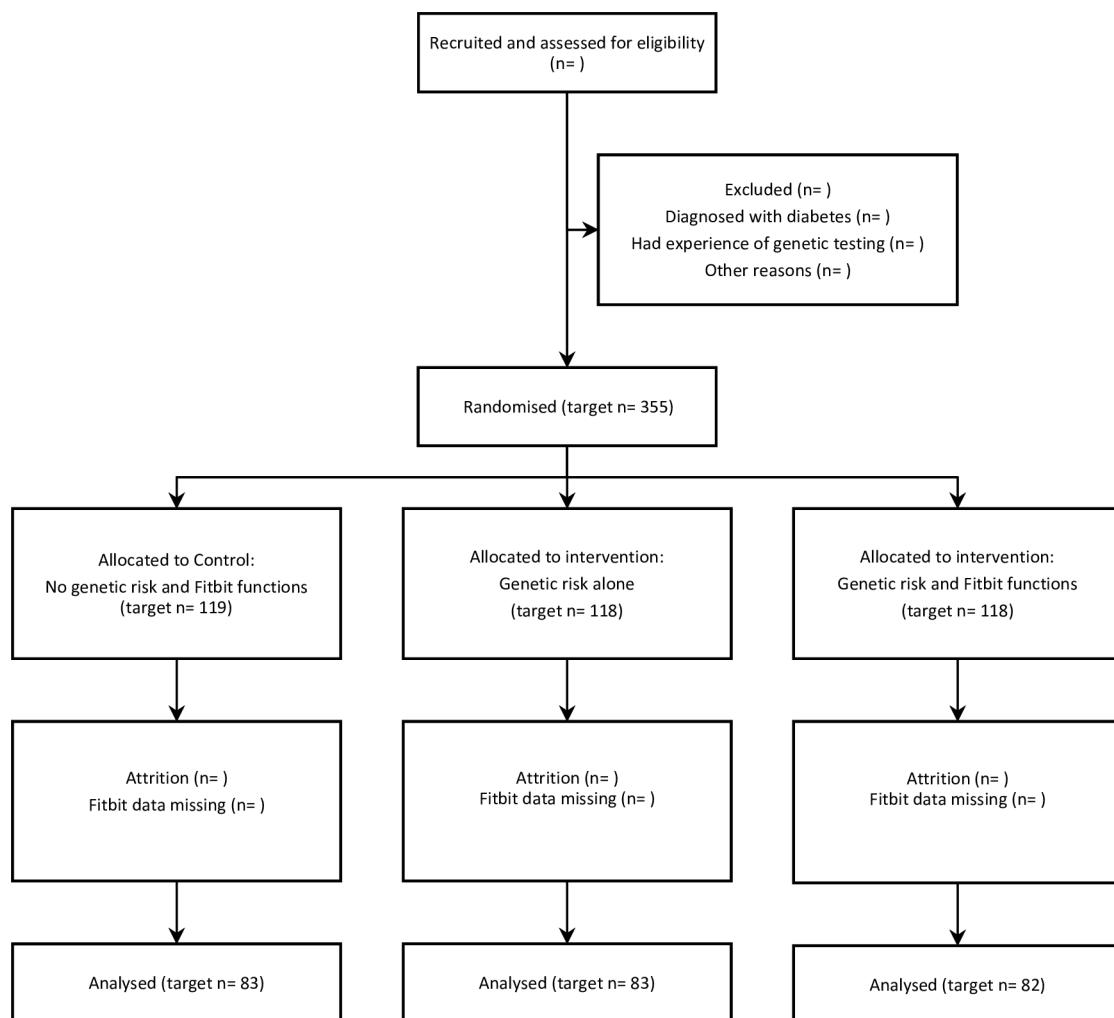 Recruited and assessed for eligibility
(n= )
Excluded (n= )
Diagnosed with diabetes (n= )
Had experience of genetic testing (n= )
Other reasons (n= )
Randomised (target n= 355)
Allocated to Control:
No genetic risk and Fitbit functions
(target n= 119)
Allocated to intervention:
Genetic risk alone
(target n= 118)
Allocated to intervention:
Genetic risk and Fitbit functions
(target n= 118)
Attrition (n= )
Fitbit data missing (n= )
Attrition (n= )
Fitbit data missing (n= )
Attrition (n= )
Fitbit data missing (n= )
Analysed (target n= 83)
Analysed (target n= 83)
Analysed (target n= 82)